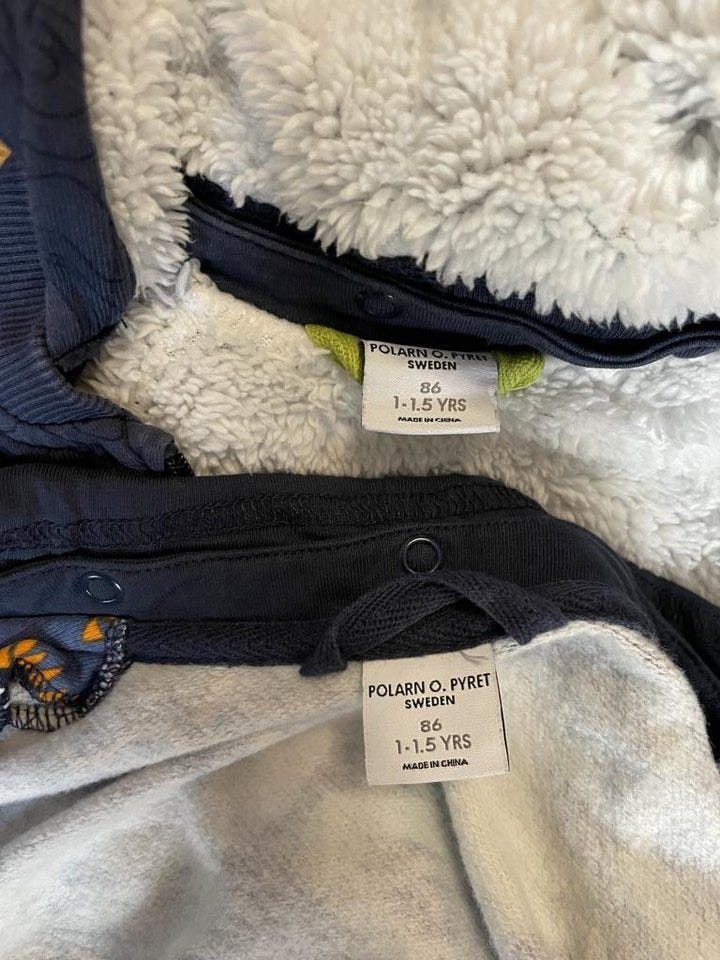 POLARN O. PYRET
SWEDEN
86
1-1.5 YRS
MADE IN CHINA
POLARN O. PYRET
SWEDEN
86
1-1.5 YRS
MADE IN CHINA